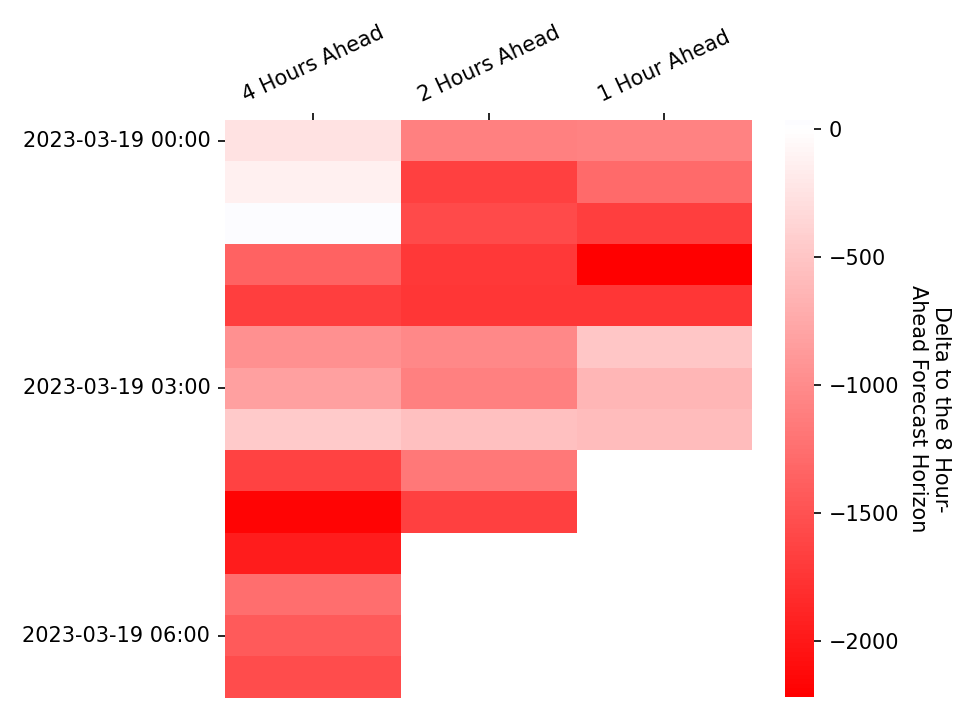 4 Hours Ahead
2 Hours Ahead
1 Hour Ahead
2023-03-19 00:00
2023-03-19 03:00
2023-03-19 06:00
0
−500
−1000
−1500
−2000
Delta to the 8 Hour-
Ahead Forecast Horizon